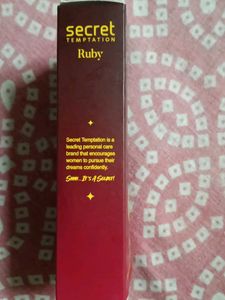 secret
TEMPTATION
Ruby
Secret Temptation is a
leading personal care
brand that encourages
women to pursue their
dreams confidently.
Shhh...It's A Secret!